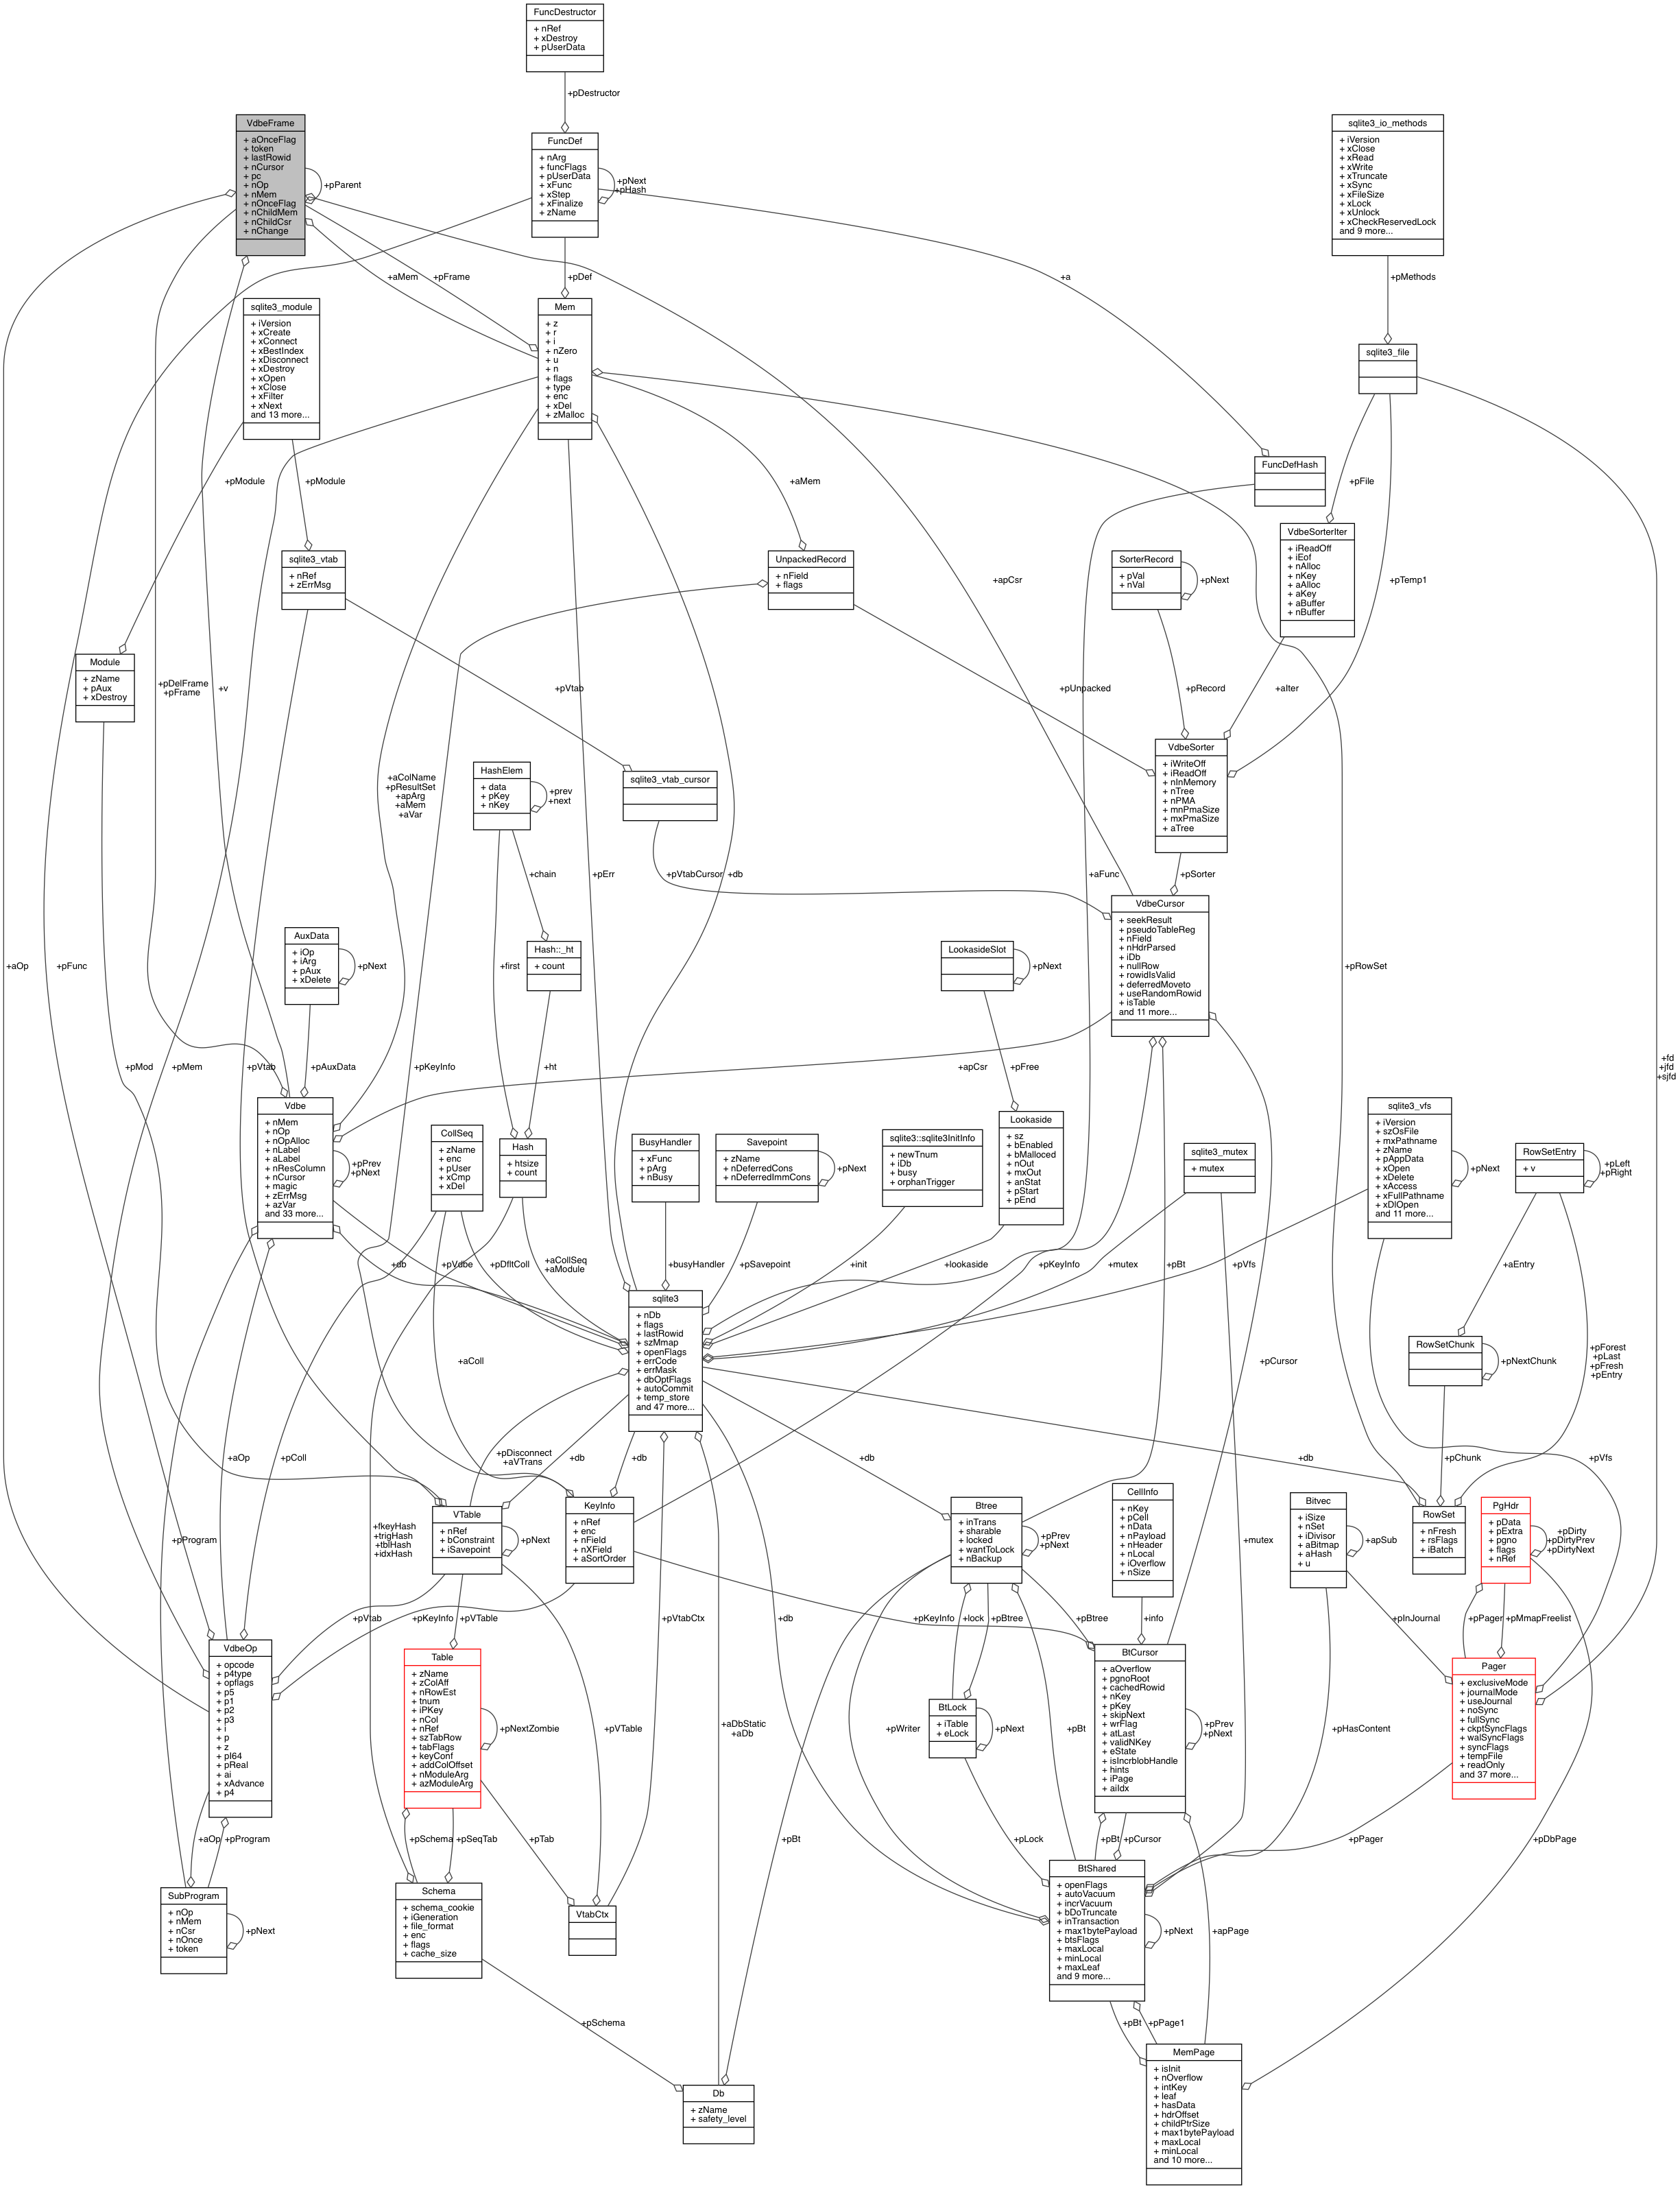 FuncDestructor
+ nRef
+ xDestroy
+ pUserData
+pDestructor
VdbeFrame
+ aOnceFlag
+ token
+ lastRowid
+ nCursor
+ pc
+ nOp
+ nMem
+ nOnceFlag
+ nChildMem
+ nChildCsr
+ nChange
+pParent
FuncDef
+ nArg
+ funcFlags
+ pUserData
+ xFunc
+ xStep
+ xFinalize
+ zName
+pNext
+pHash
sqlite3_io_methods
+ iVersion
+ xClose
+ xRead
+ xWrite
+ xTruncate
+ xSync
+ xFileSize
+ xLock
+ xUnlock
+ xCheckReservedLock
and 9 more...
+aMem
+pFrame
+pDef
+a
+pMethods
sqlite3_module
+ iVersion
+ xCreate
+ xConnect
+ xBestIndex
+ xDisconnect
+ xDestroy
+ xOpen
+ xClose
+ xFilter
+ xNext
and 13 more...
Mem
+ z
+ r
+ i
+ nZero
+ u
+ n
+ flags
+ type
+ enc
+ xDel
+ zMalloc
sqlite3_file
+pModule
+pModule
+aMem
FuncDefHash
+pFile
VdbeSorterIter
+ iReadOff
+ iEof
+ nAlloc
+ nKey
+ aAlloc
+ aKey
+ aBuffer
+ nBuffer
sqlite3_vtab
+ nRef
+ zErrMsg
UnpackedRecord
+ nField
+ flags
+apCsr
SorterRecord
+ pVal
+ nVal
+pNext
+pTemp1
Module
+ zName
+ pAux
+ xDestroy
+pDelFrame
+pFrame
+v
+pVtab
+pUnpacked
+pRecord
+aIter
VdbeSorter
+ iWriteOff
+ iReadOff
+ nInMemory
+ nTree
+ nPMA
+ mnPmaSize
+ mxPmaSize
+ aTree
+aColName
+pResultSet
+apArg
+aMem
+aVar
HashElem
+ data
+ pKey
+ nKey
+prev
+next
sqlite3_vtab_cursor
+chain
+pErr
+pVtabCursor
+db
+aFunc
+pSorter
VdbeCursor
+ seekResult
+ pseudoTableReg
+ nField
+ nHdrParsed
+ iDb
+ nullRow
+ rowidIsValid
+ deferredMoveto
+ useRandomRowid
+ isTable
and 11 more...
AuxData
+ iOp
+ iArg
+ pAux
+ xDelete
+pNext
Hash::_ht
+ count
LookasideSlot
+pNext
+aOp
+pFunc
+first
+pRowSet
+pMod
+pMem
+pVtab
+pAuxData
+pKeyInfo
+ht
+pFree
+apCsr
+fd
+jfd
+sjfd
Vdbe
+ nMem
+ nOp
+ nOpAlloc
+ nLabel
+ aLabel
+ nResColumn
+ nCursor
+ magic
+ zErrMsg
+ azVar
and 33 more...
+pPrev
+pNext
CollSeq
+ zName
+ enc
+ pUser
+ xCmp
+ xDel
Hash
+ htsize
+ count
BusyHandler
+ xFunc
+ pArg
+ nBusy
Savepoint
+ zName
+ nDeferredCons
+ nDeferredImmCons
+pNext
sqlite3::sqlite3InitInfo
+ newTnum
+ iDb
+ busy
+ orphanTrigger
Lookaside
+ sz
+ bEnabled
+ bMalloced
+ nOut
+ mxOut
+ anStat
+ pStart
+ pEnd
sqlite3_mutex
+ mutex
sqlite3_vfs
+ iVersion
+ szOsFile
+ mxPathname
+ zName
+ pAppData
+ xOpen
+ xDelete
+ xAccess
+ xFullPathname
+ xDlOpen
and 11 more...
+pNext
RowSetEntry
+ v
+pLeft
+pRight
+db
+pVdbe
+pDfltColl
+aCollSeq
+aModule
+busyHandler
+pSavepoint
+init
+lookaside
+pKeyInfo
+mutex
+pBt
+pVfs
+aEntry
sqlite3
+ nDb
+ flags
+ lastRowid
+ szMmap
+ openFlags
+ errCode
+ errMask
+ dbOptFlags
+ autoCommit
+ temp_store
and 47 more...
RowSetChunk
+pNextChunk
+aColl
+pCursor
+pForest
+pLast
+pFresh
+pEntry
+aOp
+pColl
+pDisconnect
+aVTrans
+db
+db
+db
+db
+pChunk
+pVfs
+fkeyHash
+trigHash
+tblHash
+idxHash
+pProgram
VTable
+ nRef
+ bConstraint
+ iSavepoint
+pNext
KeyInfo
+ nRef
+ enc
+ nField
+ nXField
+ aSortOrder
Btree
+ inTrans
+ sharable
+ locked
+ wantToLock
+ nBackup
+pPrev
+pNext
CellInfo
+ nKey
+ pCell
+ nData
+ nPayload
+ nHeader
+ nLocal
+ iOverflow
+ nSize
+mutex
Bitvec
+ iSize
+ nSet
+ iDivisor
+ aBitmap
+ aHash
+ u
+apSub
RowSet
+ nFresh
+ rsFlags
+ iBatch
PgHdr
+ pData
+ pExtra
+ pgno
+ flags
+ nRef
+pDirty
+pDirtyPrev
+pDirtyNext
+pVtab
+pKeyInfo
+pVTable
+pVtabCtx
+db
+pKeyInfo
+lock
+pBtree
+pBtree
+info
+pInJournal
+pPager
+pMmapFreelist
VdbeOp
+ opcode
+ p4type
+ opflags
+ p5
+ p1
+ p2
+ p3
+ i
+ p
+ z
+ pI64
+ pReal
+ ai
+ xAdvance
+ p4
Table
+ zName
+ zColAff
+ nRowEst
+ tnum
+ iPKey
+ nCol
+ nRef
+ szTabRow
+ tabFlags
+ keyConf
+ addColOffset
+ nModuleArg
+ azModuleArg
+pNextZombie
+pVTable
+aDbStatic
+aDb
+pWriter
BtLock
+ iTable
+ eLock
+pNext
+pBt
BtCursor
+ aOverflow
+ pgnoRoot
+ cachedRowid
+ nKey
+ pKey
+ skipNext
+ wrFlag
+ atLast
+ validNKey
+ eState
+ isIncrblobHandle
+ hints
+ iPage
+ aiIdx
+pPrev
+pNext
+pHasContent
Pager
+ exclusiveMode
+ journalMode
+ useJournal
+ noSync
+ fullSync
+ ckptSyncFlags
+ walSyncFlags
+ syncFlags
+ tempFile
+ readOnly
and 37 more...
+aOp
+pProgram
+pSchema
+pSeqTab
+pTab
+pBt
+pLock
+pBt
+pCursor
+pPager
+pDbPage
SubProgram
+ nOp
+ nMem
+ nCsr
+ nOnce
+ token
+pNext
Schema
+ schema_cookie
+ iGeneration
+ file_format
+ enc
+ flags
+ cache_size
VtabCtx
BtShared
+ openFlags
+ autoVacuum
+ incrVacuum
+ bDoTruncate
+ inTransaction
+ max1bytePayload
+ btsFlags
+ maxLocal
+ minLocal
+ maxLeaf
and 9 more...
+pNext
+apPage
+pSchema
+pBt
+pPage1
Db
+ zName
+ safety_level
MemPage
+ isInit
+ nOverflow
+ intKey
+ leaf
+ hasData
+ hdrOffset
+ childPtrSize
+ max1bytePayload
+ maxLocal
+ minLocal
and 10 more...